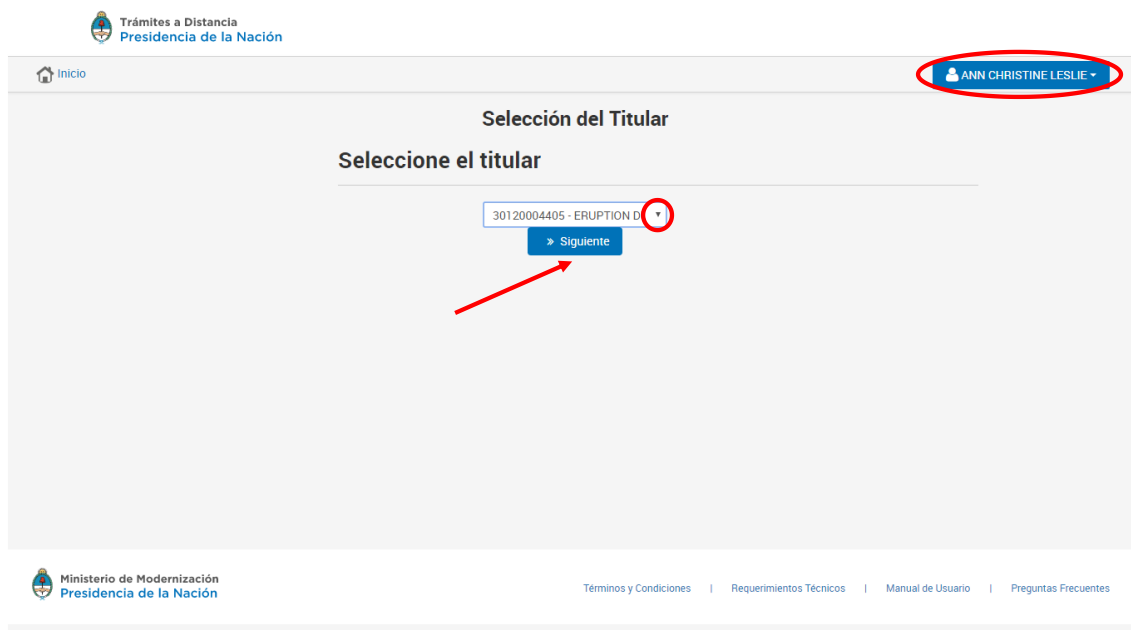 Trámites a Distancia
Presidencia de la Nación
Inicio
ANN CHRISTINE LESLIE
Selección del Titular
Seleccione el titular
30120004405 - ERUPTION D
» Siguiente
Ministerio de Modernización
Presidencia de la Nación
Términos y Condiciones | Requerimientos Técnicos | Manual de Usuario | Preguntas Frecuentes